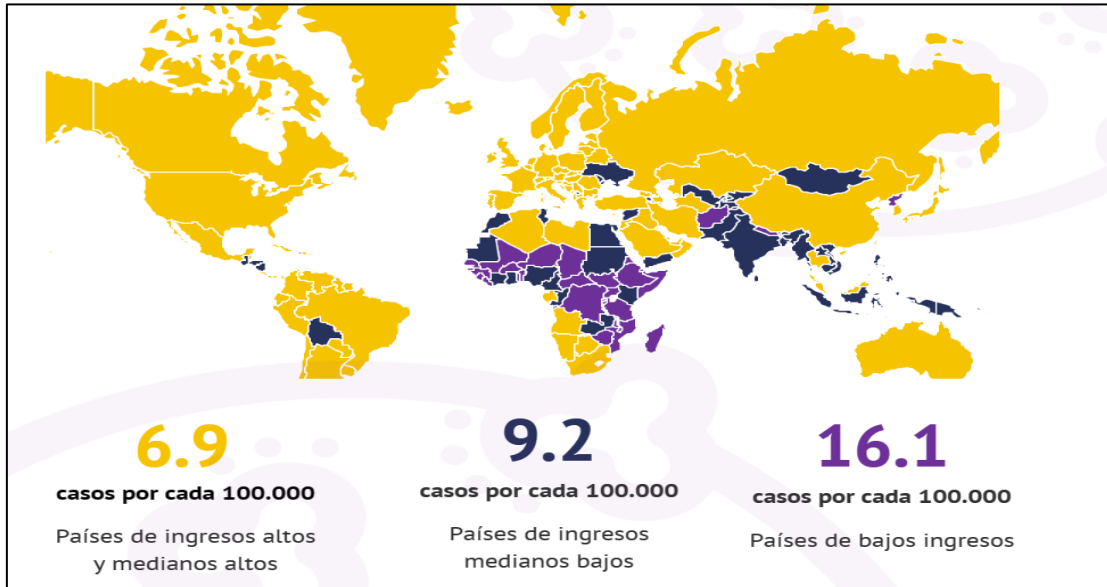 6.9
casos por cada 100.000
Países de ingresos altos
y medianos altos
9.2
casos por cada 100.000
Países de ingresos
medianos bajos
16.1
casos por cada 100.000
Países de bajos ingresos